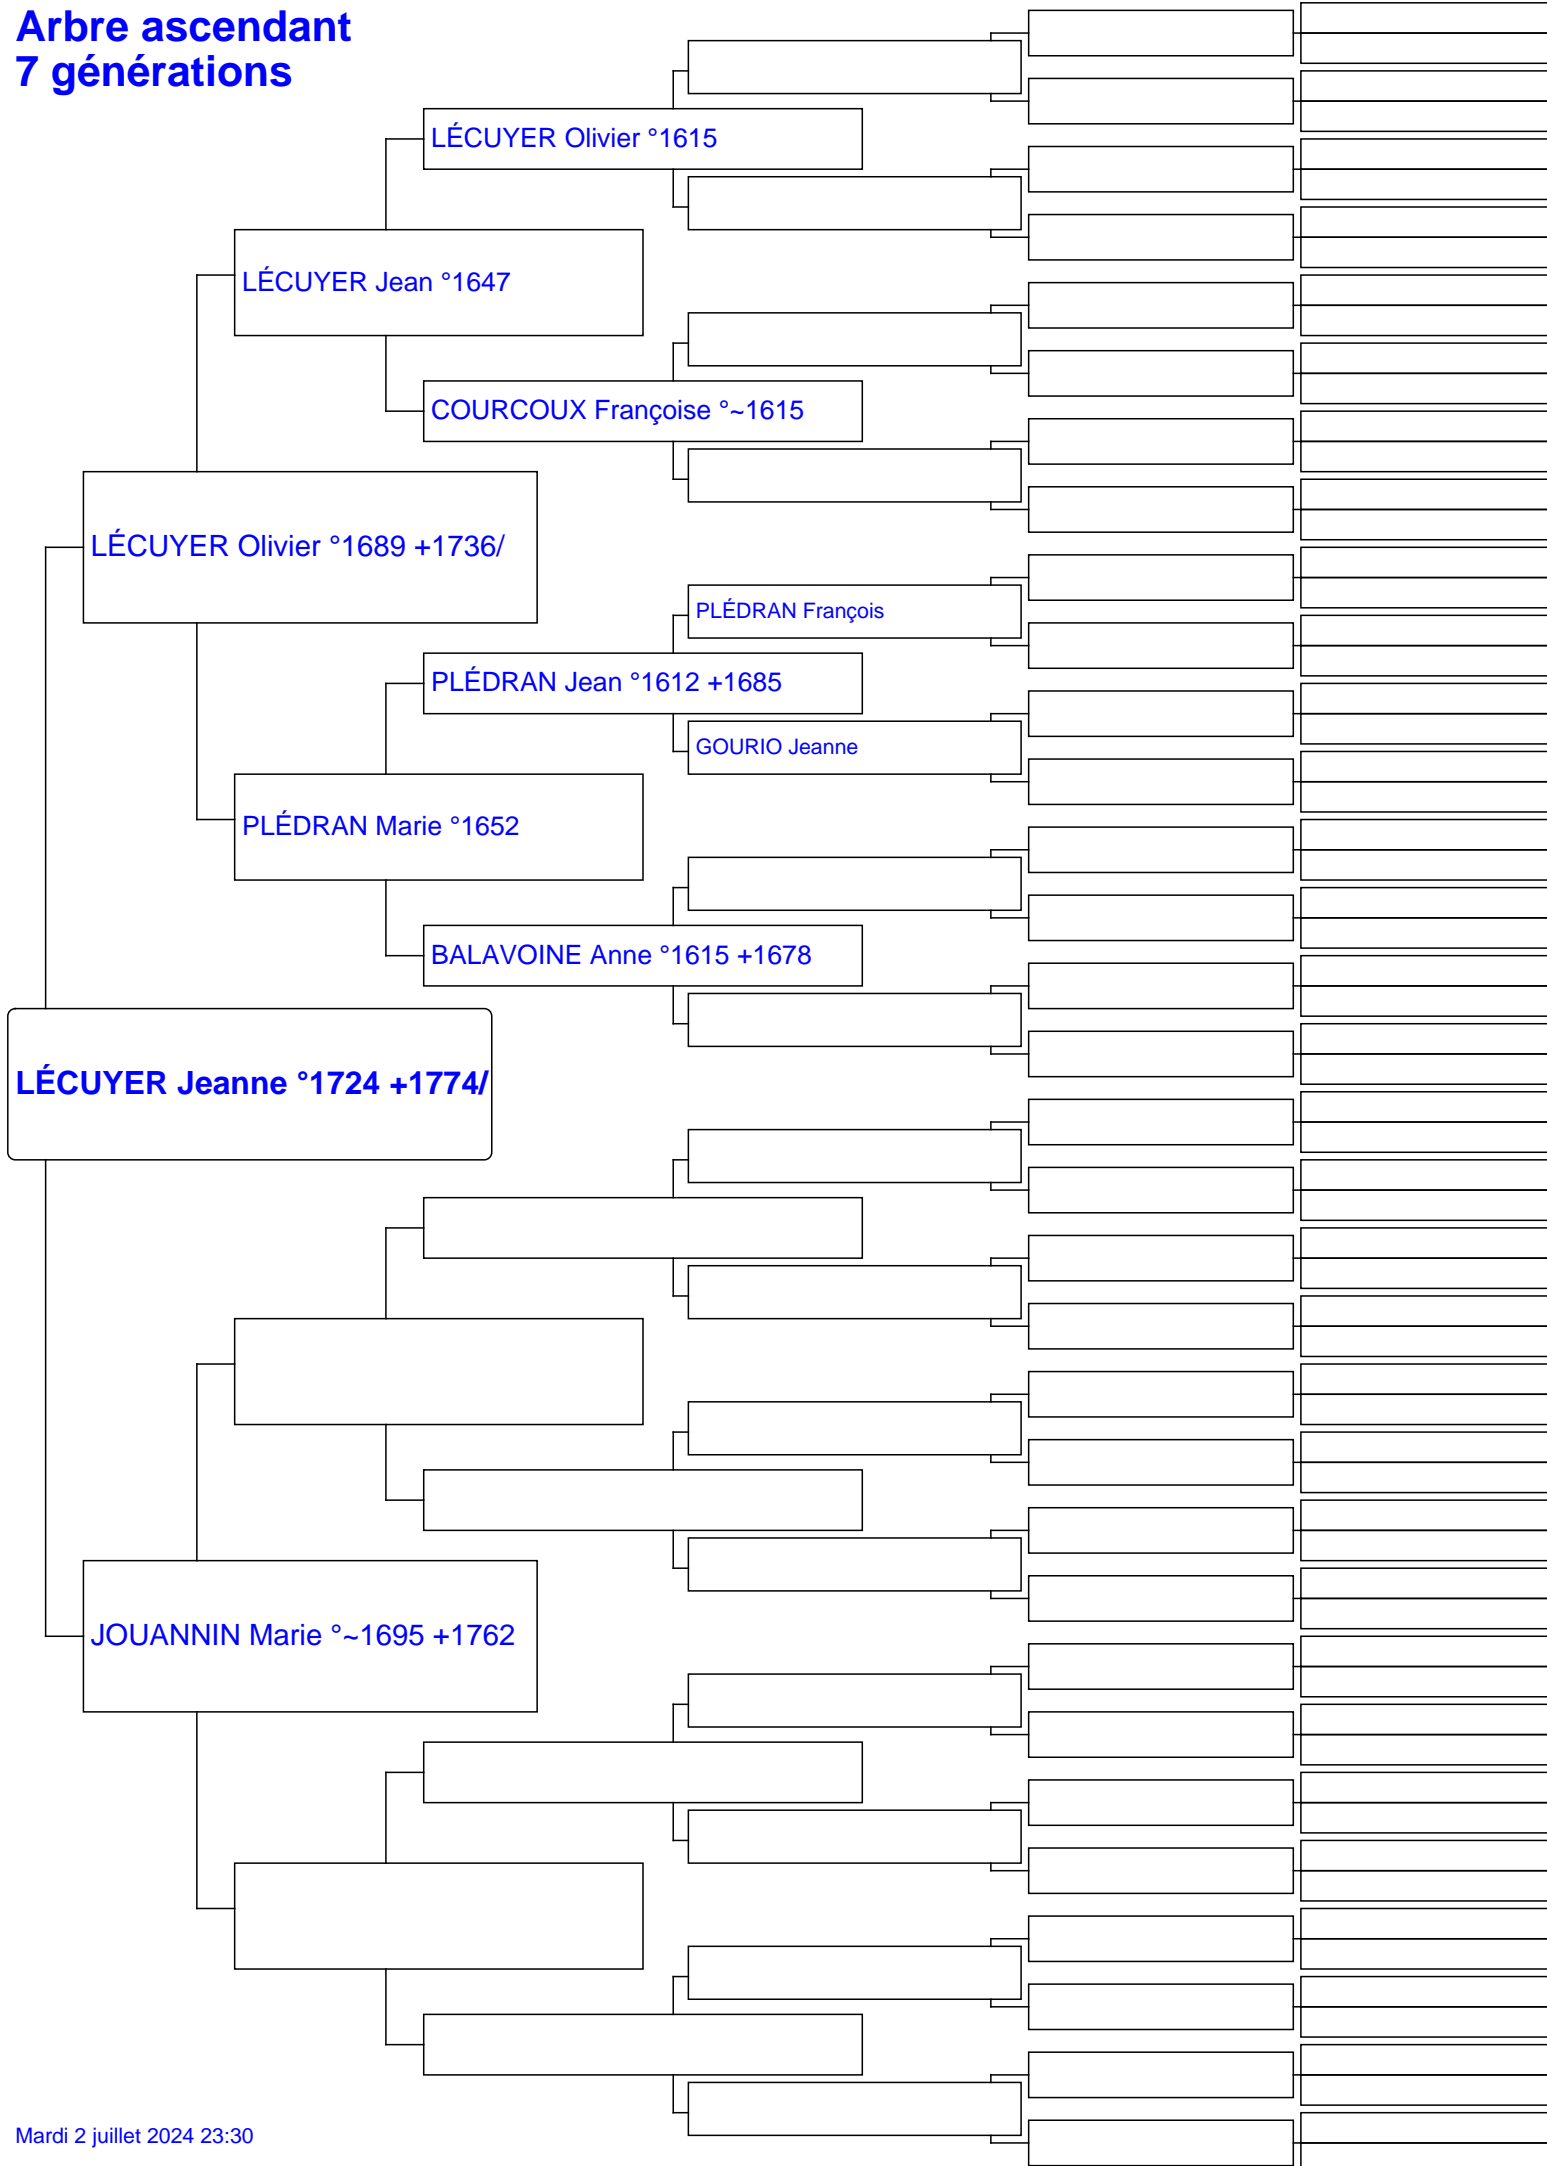 Arbre ascendant
7 générations
LÉCUYER Olivier °1615
LÉCUYER Jean °1647
COURCOUX Françoise °~1615
LÉCUYER Olivier °1689 +1736/
PLÉDRAN François
PLÉDRAN Jean °1612 +1685
GOURIO Jeanne
PLÉDRAN Marie °1652
BALAVOINE Anne °1615 +1678
LÉCUYER Jeanne °1724 +1774/
JOUANNIN Marie °~1695 +1762
Mardi 2 juillet 2024 23:30